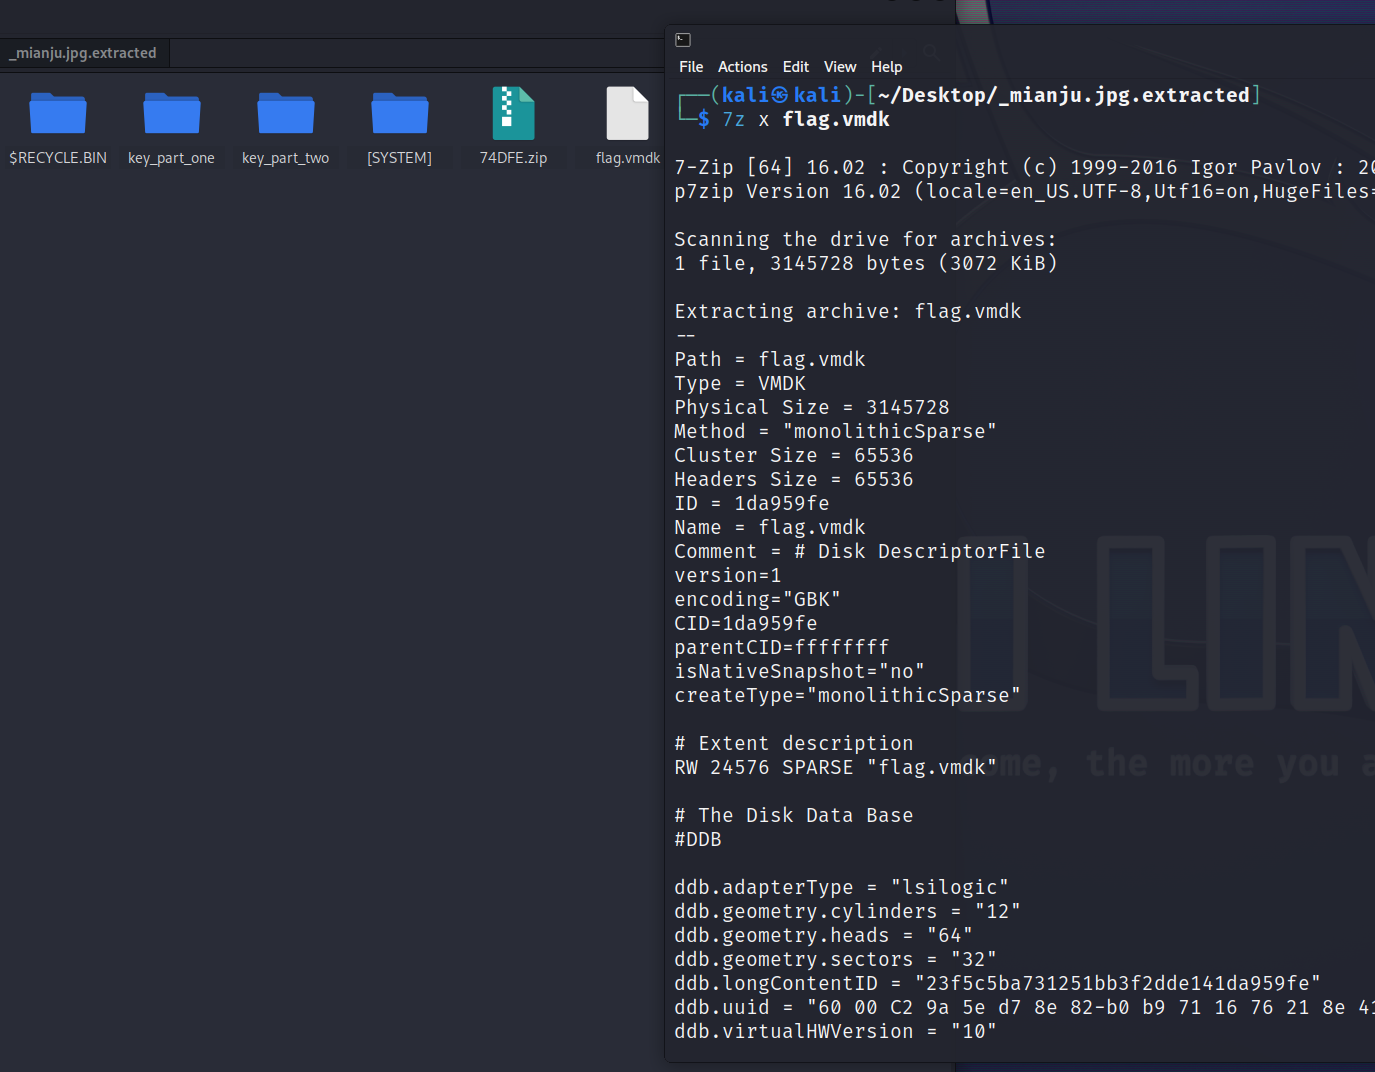 _mianju.jpg.extracted
$RECYCLE.BIN
key_part_one
key_part_two
[SYSTEM]
74DFE.zip
flag.vmdk
File Actions Edit View Help
┌──(kali㉿kali)-[~/Desktop/_mianju.jpg.extracted]
└─$ 7z x flag.vmdk
7-Zip [64] 16.02 : Copyright (c) 1999-2016 Igor Pavlov : 20
p7zip Version 16.02 (locale=en_US.UTF-8,Utf16=on,HugeFiles=
Scanning the drive for archives:
1 file, 3145728 bytes (3072 KiB)
Extracting archive: flag.vmdk
--
Path = flag.vmdk
Type = VMDK
Physical Size = 3145728
Method = "monolithicSparse"
Cluster Size = 65536
Headers Size = 65536
ID = 1da959fe
Name = flag.vmdk
Comment = # Disk DescriptorFile
version=1
encoding="GBK"
CID=1da959fe
parentCID=ffffffff
isNativeSnapshot="no"
createType="monolithicSparse"
# Extent description
RW 24576 SPARSE "flag.vmdk"
# The Disk Data Base
#DDB
ddb.adapterType = "lsilogic"
ddb.geometry.cylinders = "12"
ddb.geometry.heads = "64"
ddb.geometry.sectors = "32"
ddb.longContentID = "23f5c5ba731251bb3f2dde141da959fe"
ddb.uuid = "60 00 C2 9a 5e d7 8e 82-b0 b9 71 16 76 21 8e 41
ddb.virtualHWVersion = "10"
the more you